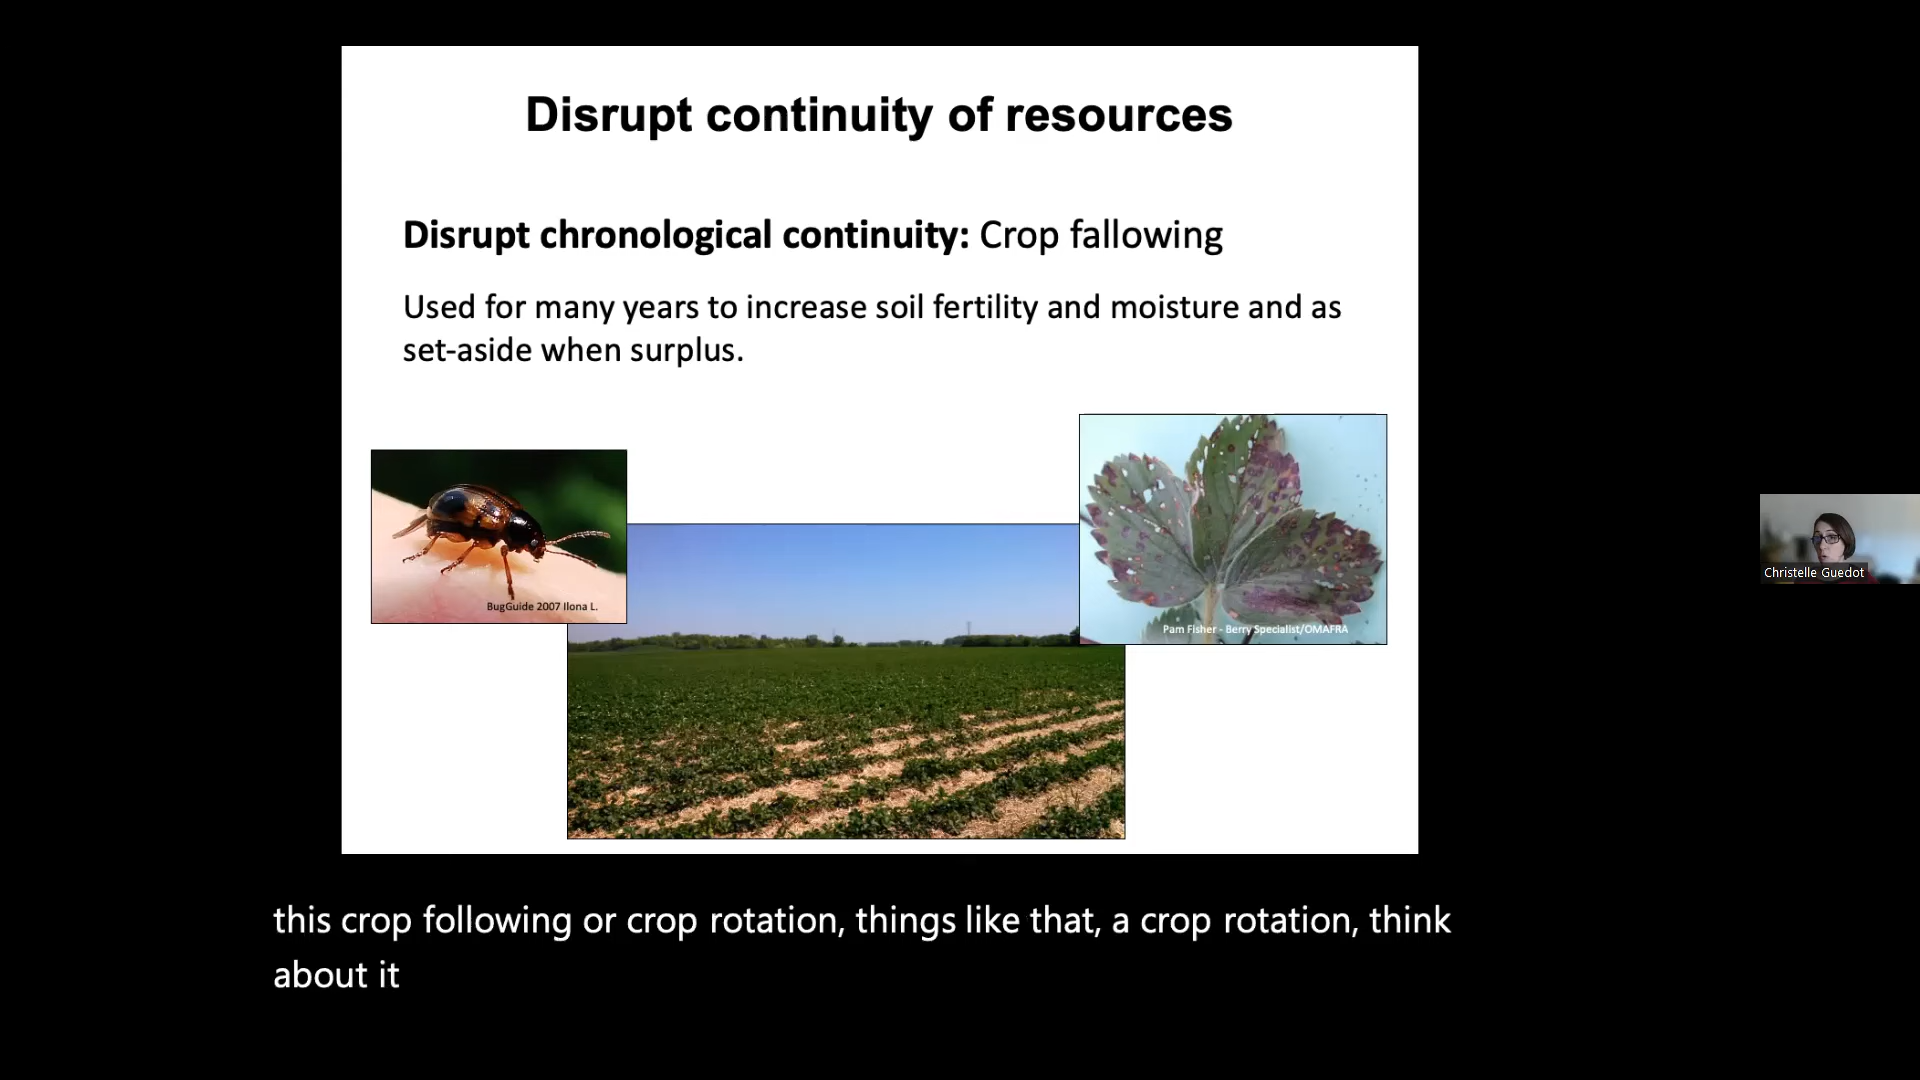 Disrupt continuity of resources
Disrupt chronological continuity: Crop fallowing
Used for many years to increase soil fertility and moisture and as
set-aside when surplus.
BugGuide 2007 Ilona L.
Pam Fisher - Berry Specialist/OMAFRA
Christelle Guedot
this crop following or crop rotation, things like that, a crop rotation, think
about it